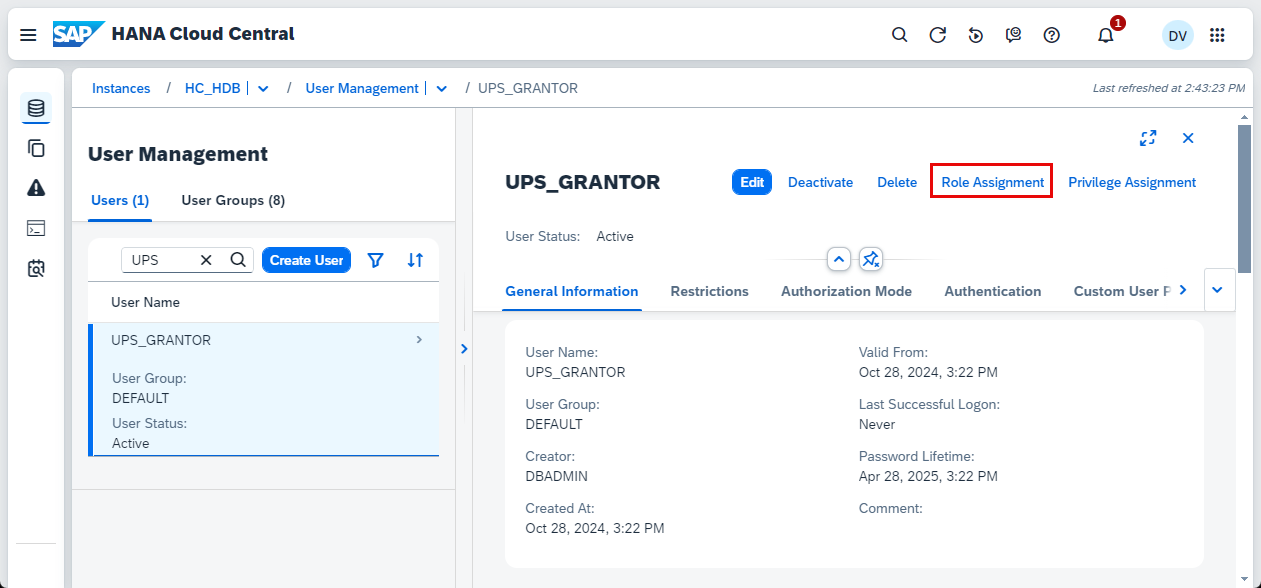 SAP HANA Cloud Central
1
DV
Instances / HC_HDB | / User Management | / UPS_GRANTOR
Last refreshed at 2:43:23 PM
User Management
Users (1) User Groups (8)
UPS
Create User
User Name
UPS_GRANTOR
User Group:
DEFAULT
User Status:
Active
UPS_GRANTOR
Edit Deactivate Delete Role Assignment Privilege Assignment
User Status: Active
General Information Restrictions Authorization Mode Authentication Custom User P
User Name:
UPS_GRANTOR
User Group:
DEFAULT
Creator:
DBADMIN
Created At:
Oct 28, 2024, 3:22 PM
Valid From:
Oct 28, 2024, 3:22 PM
Last Successful Logon:
Never
Password Lifetime:
Apr 28, 2025, 3:22 PM
Comment: